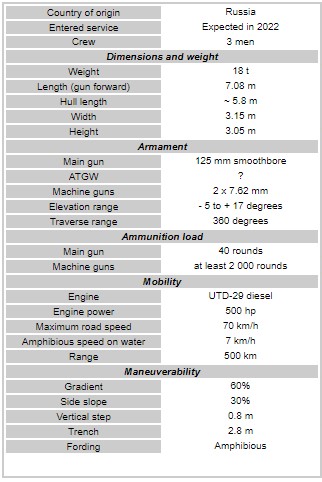 Country of origin Russia
Entered service Expected in 2022
Crew 3 men
Dimensions and weight
Weight 18 t
Length (gun forward) 7.08 m
Hull length ~ 5.8 m
Width 3.15 m
Height 3.05 m
Armament
Main gun 125 mm smoothbore
ATGW ?
Machine guns 2 x 7.62 mm
Elevation range - 5 to + 17 degrees
Traverse range 360 degrees
Ammunition load
Main gun 40 rounds
Machine guns at least 2 000 rounds
Mobility
Engine UTD-29 diesel
Engine power 500 hp
Maximum road speed 70 km/h
Amphibious speed on water 7 km/h
Range 500 km
Maneuverability
Gradient 60%
Side slope 30%
Vertical step 0.8 m
Trench 2.8 m
Fording Amphibious